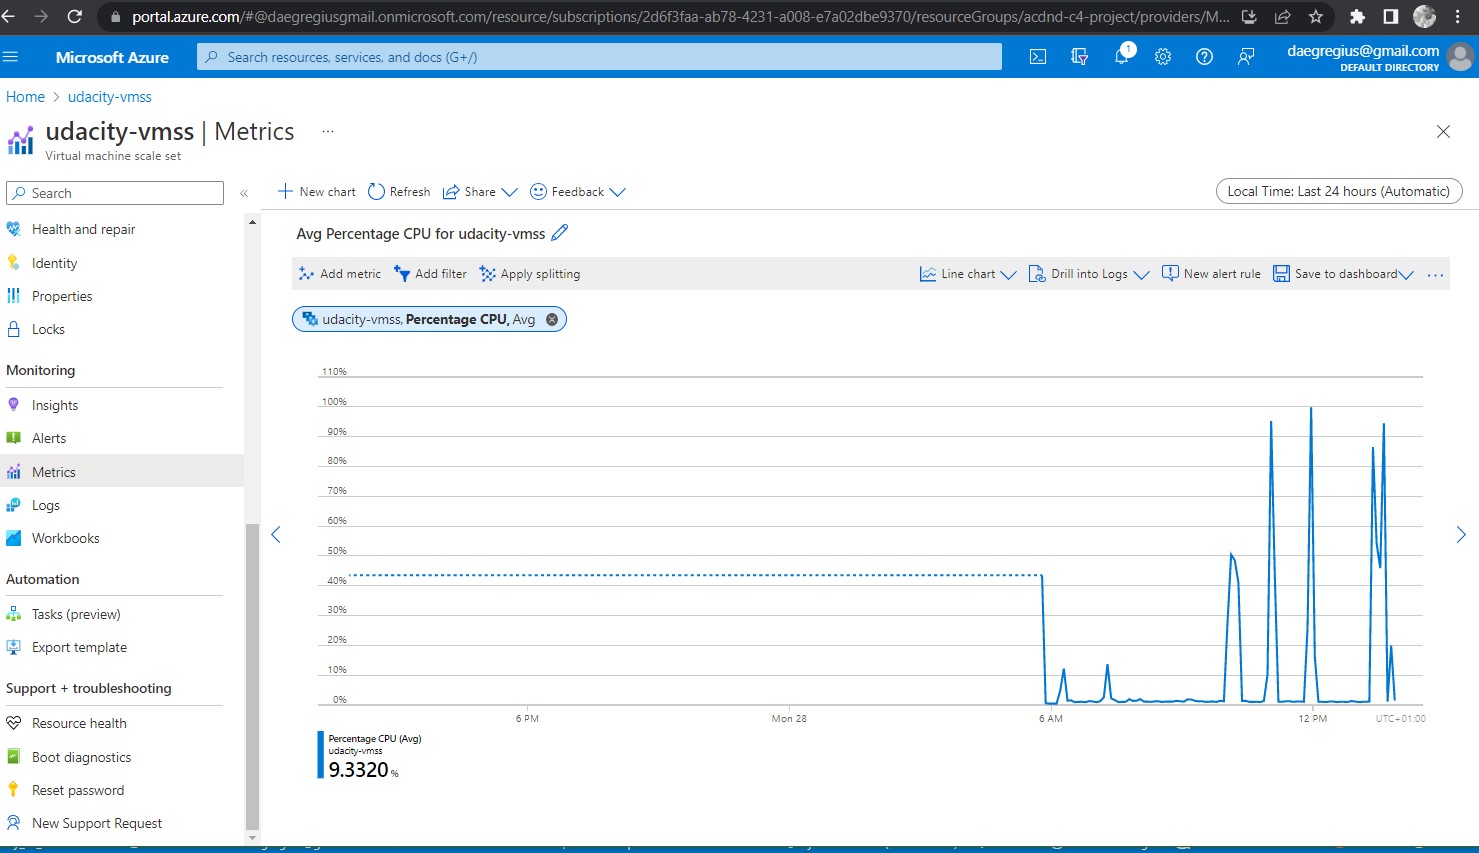 portal.azure.com/#@daegregiusgmail.onmicrosoft.com/resource/subscriptions/2d6f3faa-ab78-4231-a008-e7a02dbe9370/resourceGroups/acdnd-c4-project/providers/M...
Microsoft Azure
Search resources, services, and docs (G+/)
1
daegregius@gmail.com
DEFAULT DIRECTORY
Home > udacity-vmss
udacity-vmss | Metrics ...
Virtual machine scale set
Search
«
New chart
Refresh
Share
Feedback
Local Time: Last 24 hours (Automatic)
Health and repair
Identity
Properties
Locks
Monitoring
Insights
Alerts
Metrics
Logs
Workbooks
Automation
Tasks (preview)
Export template
Support + troubleshooting
Resource health
Boot diagnostics
Reset password
New Support Request
Avg Percentage CPU for udacity-vmss
Add metric
Add filter
Apply splitting
Line chart
Drill into Logs
New alert rule
Save to dashboard
...
udacity-vmss, Percentage CPU, Avg
110%
100%
90%
80%
70%
60%
50%
40%
30%
20%
10%
0%
6 PM
Mon 28
6 AM
12 PM
UTC+01:00
Percentage CPU (Avg)
udacity-vmss
9.3320 %